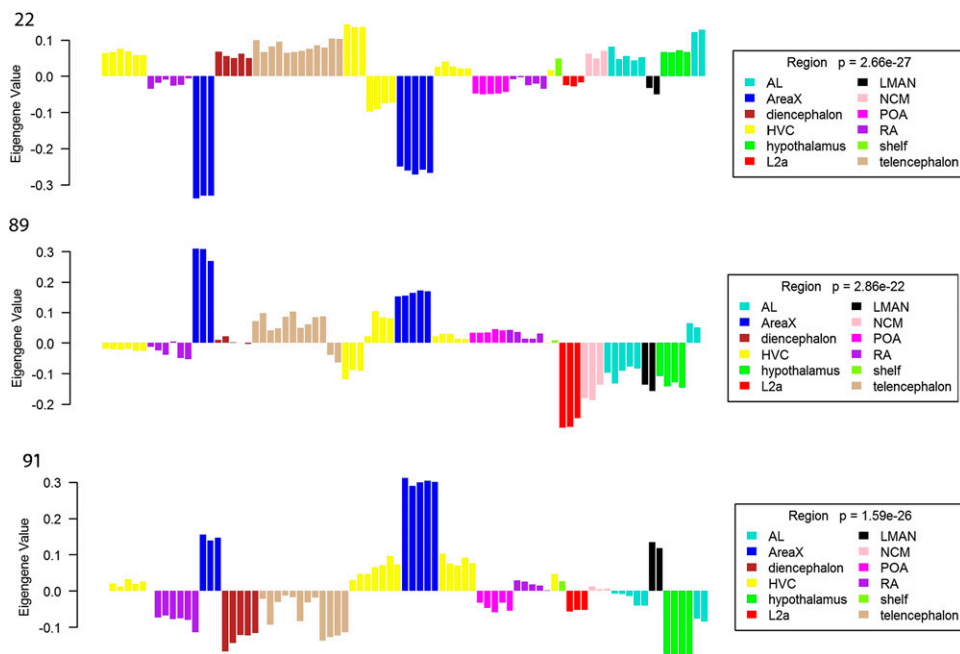 22
0.1
0.0
-0.1
-0.2
-0.3
Eigengene Value
Region p = 2.66e-27
AL LMAN
AreaX NCM
diencephalon POA
HVC RA
hypothalamus shelf
L2a telencephalon
89
0.3
0.2
0.1
0.0
-0.1
-0.2
Eigengene Value
Region p = 2.86e-22
AL LMAN
AreaX NCM
diencephalon POA
HVC RA
hypothalamus shelf
L2a telencephalon
91
0.3
0.2
0.1
0.0
-0.1
Eigengene Value
Region p = 1.59e-26
AL LMAN
AreaX NCM
diencephalon POA
HVC RA
hypothalamus shelf
L2a telencephalon